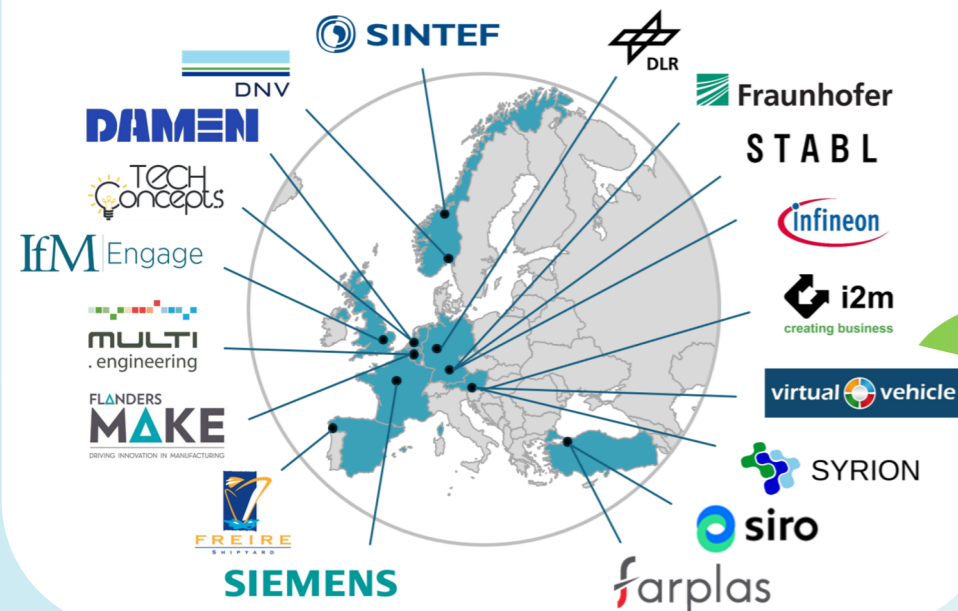 SINTEF
DLR
DNV
Fraunhofer
DAMEN
STABL
TECH
CONCEPTS
infineon
IfM Engage
i2m
creating business
MULTI
.engineering
virtual vehicle
FLANDERS
MAKE
DRIVING INNOVATION IN MANUFACTURING
SYRION
FREIRE
SHIPYARD
siro
SIEMENS
farplas